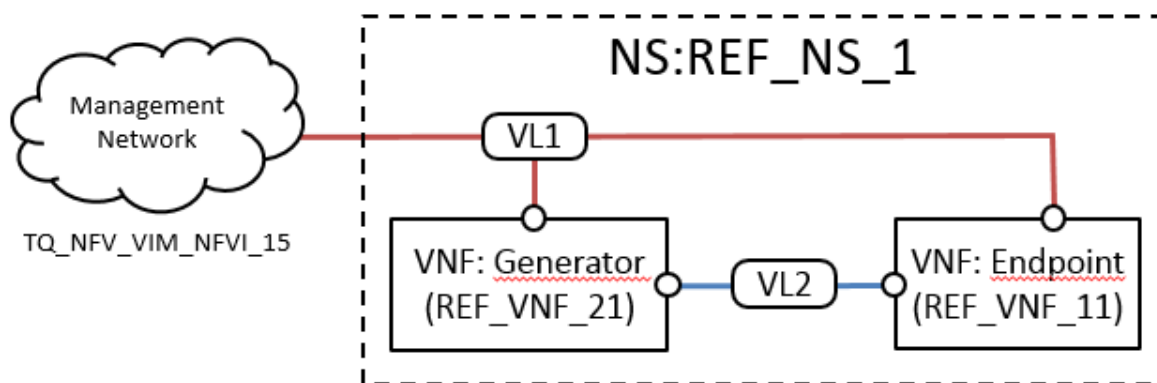 NS:REF_NS_1
Management
Network
VL1
TQ_NFV_VIM_NFVI_15
VNF: Generator
(REF_VNF_21)
VL2
VNF: Endpoint
(REF_VNF_11)